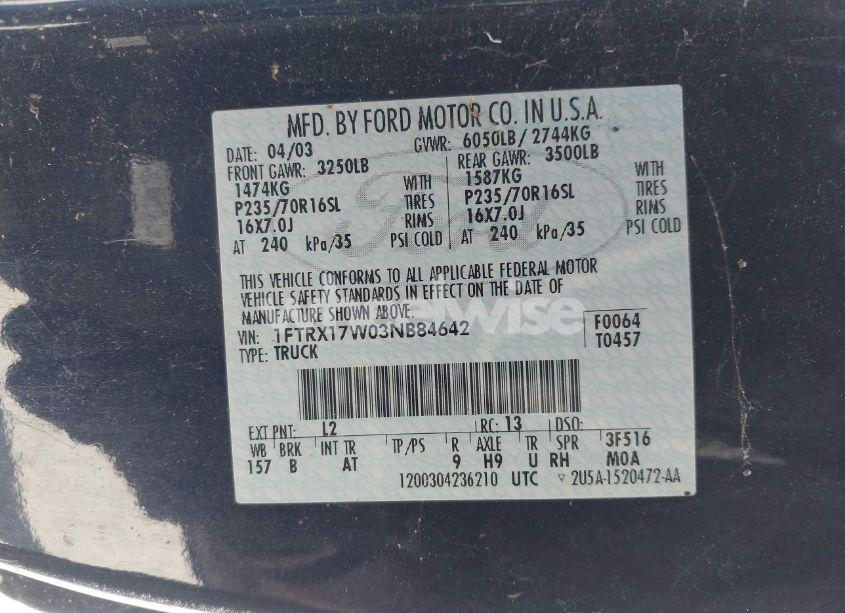 MFD. BY FORD MOTOR CO. IN U.S.A.
DATE: 04/03 GVWR: 6050LB/ 2744KG
FRONT GAWR: 3250LB REAR GAWR: 3500LB
1474KG WITH 1587KG WITH
P235/70R16SL TIRES P235/70R16SL TIRES
16X7.0J RIMS 16X7.0J RIMS
AT 240 kPa/35 PSI COLD AT 240 kPa/35 PSI COLD
THIS VEHICLE CONFORMS TO ALL APPLICABLE FEDERAL MOTOR
VEHICLE SAFETY STANDARDS IN EFFECT ON THE DATE OF
MANUFACTURE SHOWN ABOVE.
VIN: 1FTRX17W03NB84642 F0064
TYPE: TRUCK T0457
EXT PNT: L2 RC: 13 DSO:
WB BRK INT TR TP/PS R AXLE TR SPR 3F516
157 B AT 9 H9 U RH MOA
1200304236210 UTC ▽ 2U5A-1520472-AA